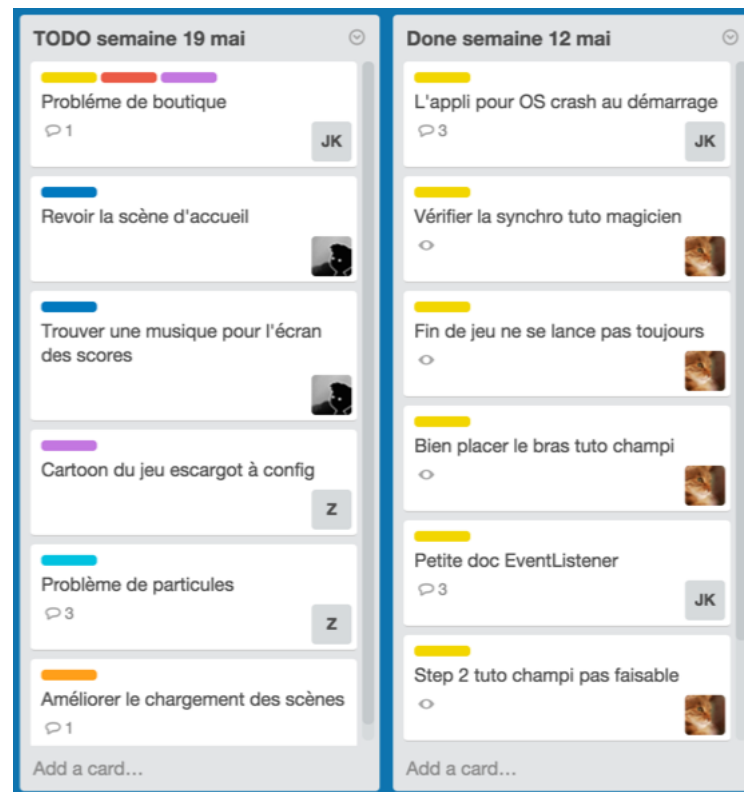 TODO semaine 19 mai
Probléme de boutique
1
JK
Revoir la scène d'accueil
Trouver une musique pour l'écran
des scores
Cartoon du jeu escargot à config
Z
Problème de particules
3
Z
Améliorer le chargement des scènes
1
Add a card...
Done semaine 12 mai
L'appli pour OS crash au démarrage
3
JK
Vérifier la synchro tuto magicien
Fin de jeu ne se lance pas toujours
Bien placer le bras tuto champi
Petite doc EventListener
3
JK
Step 2 tuto champi pas faisable
Add a card...